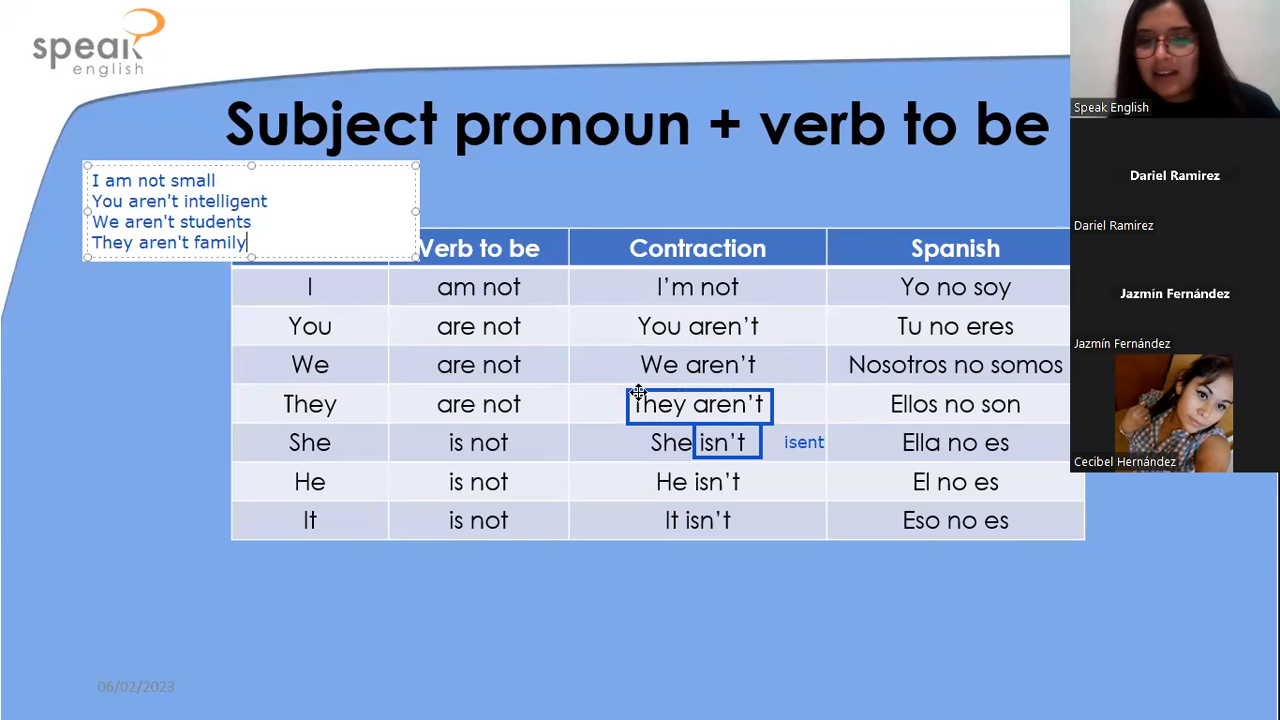 speak
english
Subject pronoun + verb to be
I am not small
You aren't intelligent
We aren't students
They aren't family
Verb to be Contraction Spanish
I am not I'm not Yo no soy
You are not You aren't Tu no eres
We are not We aren't Nosotros no somos
They are not They aren't Ellos no son
She is not She isn't isent Ella no es
He is not He isn't El no es
It is not It isn't Eso no es
06/02/2023
Speak English
Dariel Ramirez
Dariel Ramirez
Jazmín Fernández
Jazmín Fernández
Cecibel Hernández